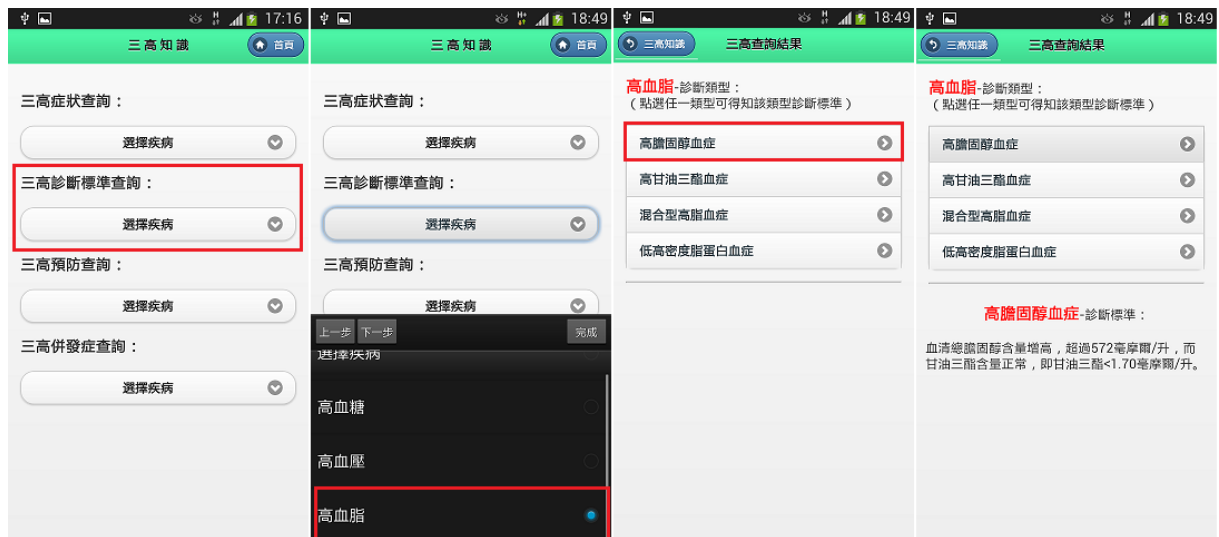 17:16
三高知識
首頁
三高症狀查詢：
選擇疾病
三高診斷標準查詢：
選擇疾病
三高預防查詢：
選擇疾病
三高併發症查詢：
選擇疾病
18:49
三高知識
首頁
三高症狀查詢：
選擇疾病
三高診斷標準查詢：
選擇疾病
三高預防查詢：
選擇疾病
上一步 下一步 完成
選擇疾病
高血糖
高血壓
高血脂
18:49
三高知識 三高查詢結果
高血脂-診斷類型：
（點選任一類型可得知該類型診斷標準）
高膽固醇血症
高甘油三酯血症
混合型高脂血症
低高密度脂蛋白血症
18:49
三高知識 三高查詢結果
高血脂-診斷類型：
（點選任一類型可得知該類型診斷標準）
高膽固醇血症
高甘油三酯血症
混合型高脂血症
低高密度脂蛋白血症
高膽固醇血症-診斷標準：
血清總膽固醇含量增高，超過572毫摩爾/升，而
甘油三酯含量正常，即甘油三酯<1.70毫摩爾/升。